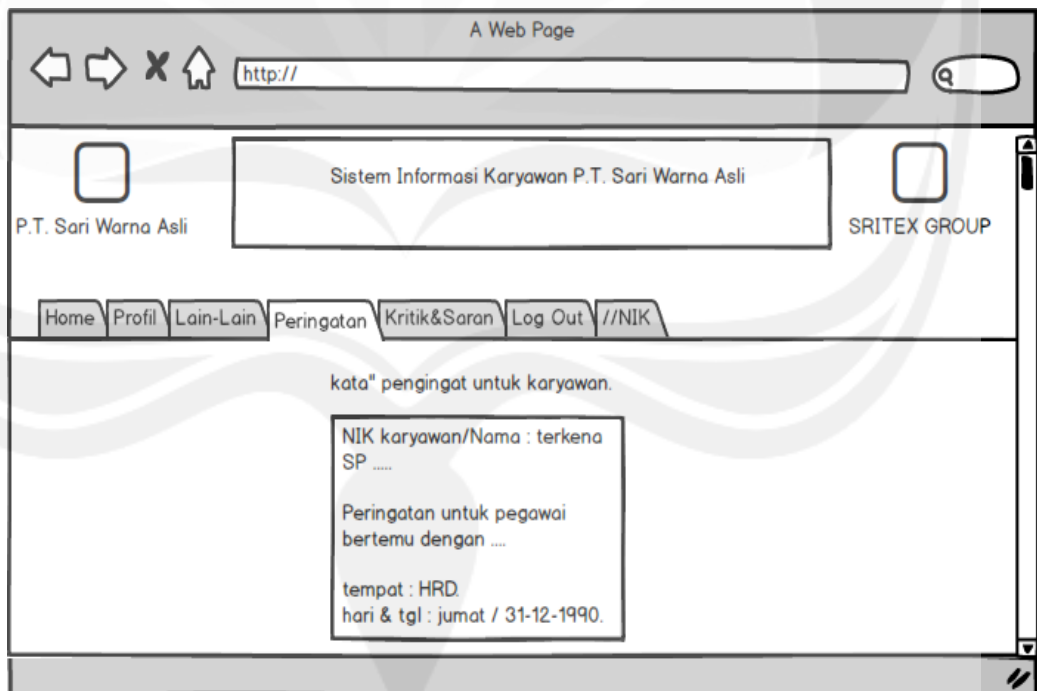 A Web Page
http://
Sistem Informasi Karyawan P.T. Sari Warna Asli
P.T. Sari Warna Asli
SRITEX GROUP
Home Profil Lain-Lain Peringatan Kritik&Saran Log Out //NIK
kata" pengingat untuk karyawan.
NIK karyawan/Nama : terkena
SP .....
Peringatan untuk pegawai
bertemu dengan ....
tempat : HRD.
hari & tgl : jumat / 31-12-1990.